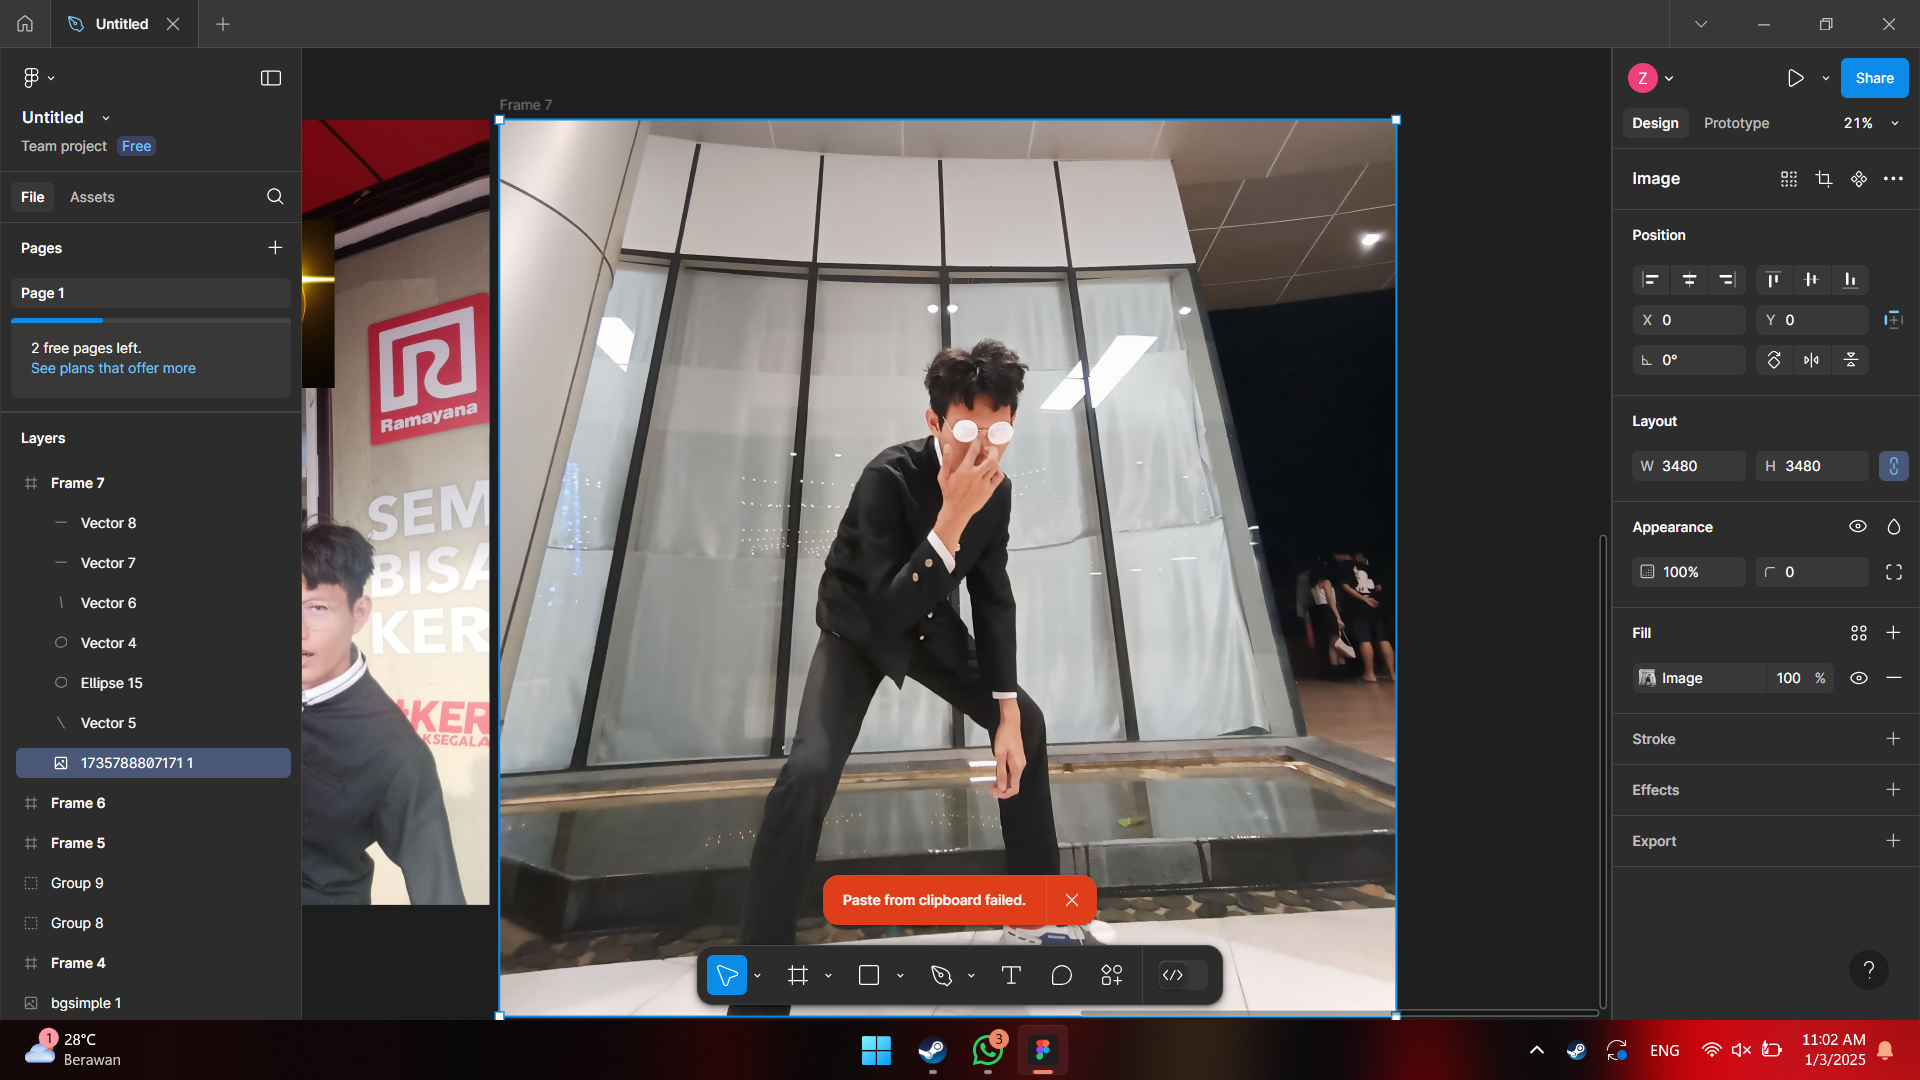 Untitled
Untitled
Team project Free
File Assets
Pages
Page 1
2 free pages left.
See plans that offer more
Layers
Frame 7
Vector 8
Vector 7
Vector 6
Vector 4
Ellipse 15
Vector 5
1735788807171 1
Frame 6
Frame 5
Group 9
Group 8
Frame 4
bgsimple 1
Frame 7
Ramayana
SEM
BISA
KER
#KER
KSEGALA
Paste from clipboard failed.
Z
Share
Design Prototype 21%
Image
Position
X 0 Y 0
0°
Layout
W 3480 H 3480
Appearance
100% 0
Fill
Image 100 %
Stroke
Effects
Export
?
1
28°C
Berawan
3
ENG
11:02 AM
1/3/2025